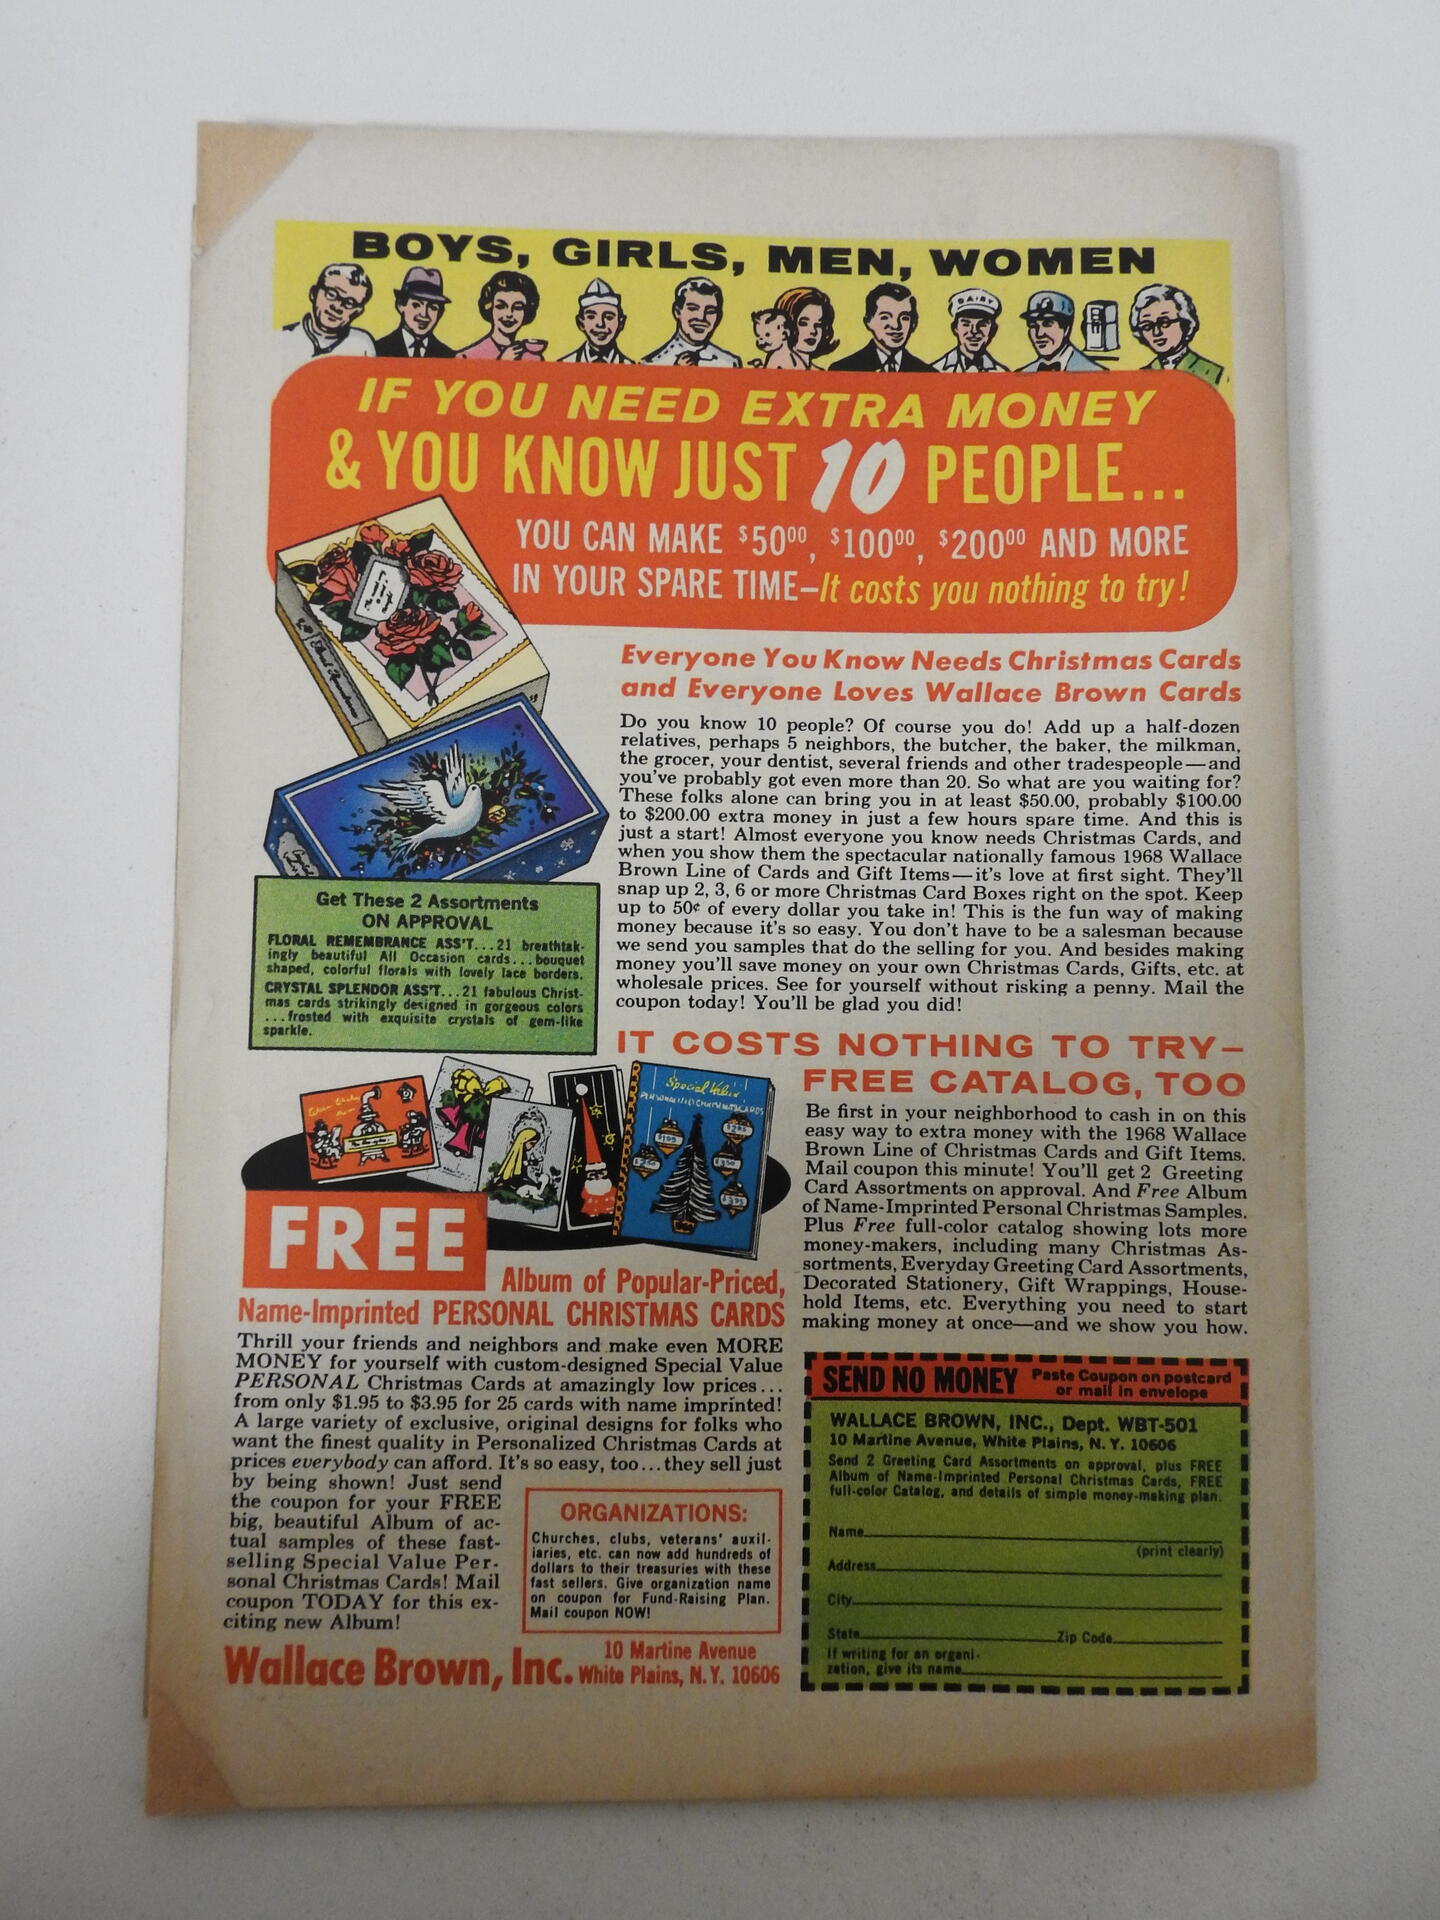 BOYS, GIRLS, MEN, WOMEN
DAIRY
IF YOU NEED EXTRA MONEY
& YOU KNOW JUST 10 PEOPLE...
YOU CAN MAKE $50⁰⁰, $100⁰⁰, $200⁰⁰ AND MORE
IN YOUR SPARE TIME—It costs you nothing to try!
Everyone You Know Needs Christmas Cards
and Everyone Loves Wallace Brown Cards
Do you know 10 people? Of course you do! Add up a half-dozen
relatives, perhaps 5 neighbors, the butcher, the baker, the milkman,
the grocer, your dentist, several friends and other tradespeople—and
you've probably got even more than 20. So what are you waiting for?
These folks alone can bring you in at least $50.00, probably $100.00
to $200.00 extra money in just a few hours spare time. And this is
just a start! Almost everyone you know needs Christmas Cards, and
when you show them the spectacular nationally famous 1968 Wallace
Brown Line of Cards and Gift Items—it's love at first sight. They'll
snap up 2, 3, 6 or more Christmas Card Boxes right on the spot. Keep
up to 50¢ of every dollar you take in! This is the fun way of making
money because it's so easy. You don't have to be a salesman because
we send you samples that do the selling for you. And besides making
money you'll save money on your own Christmas Cards, Gifts, etc. at
wholesale prices. See for yourself without risking a penny. Mail the
coupon today! You'll be glad you did!
Get These 2 Assortments
ON APPROVAL
FLORAL REMEMBRANCE ASS'T...21 breathtak-
ingly beautiful All Occasion cards...bouquet
shaped, colorful florals with lovely lace borders.
CRYSTAL SPLENDOR ASS'T...21 fabulous Christ-
mas cards strikingly designed in gorgeous colors
...frosted with exquisite crystals of gem-like
sparkle.
IT COSTS NOTHING TO TRY—
FREE CATALOG, TOO
Be first in your neighborhood to cash in on this
easy way to extra money with the 1968 Wallace
Brown Line of Christmas Cards and Gift Items.
Mail coupon this minute! You'll get 2 Greeting
Card Assortments on approval. And Free Album
of Name-Imprinted Personal Christmas Samples.
Plus Free full-color catalog showing lots more
money-makers, including many Christmas As-
sortments, Everyday Greeting Card Assortments,
Decorated Stationery, Gift Wrappings, House-
hold Items, etc. Everything you need to start
making money at once—and we show you how.
Special Value
PERSONALIZED CHRISTMAS CARDS
FREE
Album of Popular-Priced,
Name-Imprinted PERSONAL CHRISTMAS CARDS
Thrill your friends and neighbors and make even MORE
MONEY for yourself with custom-designed Special Value
PERSONAL Christmas Cards at amazingly low prices...
from only $1.95 to $3.95 for 25 cards with name imprinted!
A large variety of exclusive, original designs for folks who
want the finest quality in Personalized Christmas Cards at
prices everybody can afford. It's so easy, too...they sell just
by being shown! Just send
the coupon for your FREE
big, beautiful Album of ac-
tual samples of these fast-
selling Special Value Per-
sonal Christmas Cards! Mail
coupon TODAY for this ex-
citing new Album!
ORGANIZATIONS:
Churches, clubs, veterans' auxil-
iaries, etc. can now add hundreds of
dollars to their treasuries with these
fast sellers. Give organization name
on coupon for Fund-Raising Plan.
Mail coupon NOW!
Wallace Brown, Inc. 10 Martine Avenue
White Plains, N. Y. 10606
SEND NO MONEY Paste Coupon on postcard
or mail in envelope
WALLACE BROWN, INC., Dept. WBT-501
10 Martine Avenue, White Plains, N. Y. 10606
Send 2 Greeting Card Assortments on approval, plus FREE
Album of Name-Imprinted Personal Christmas Cards, FREE
full-color Catalog, and details of simple money-making plan.
Name
(print clearly)
Address
City
State Zip Code
If writing for an organi-
zation, give its name